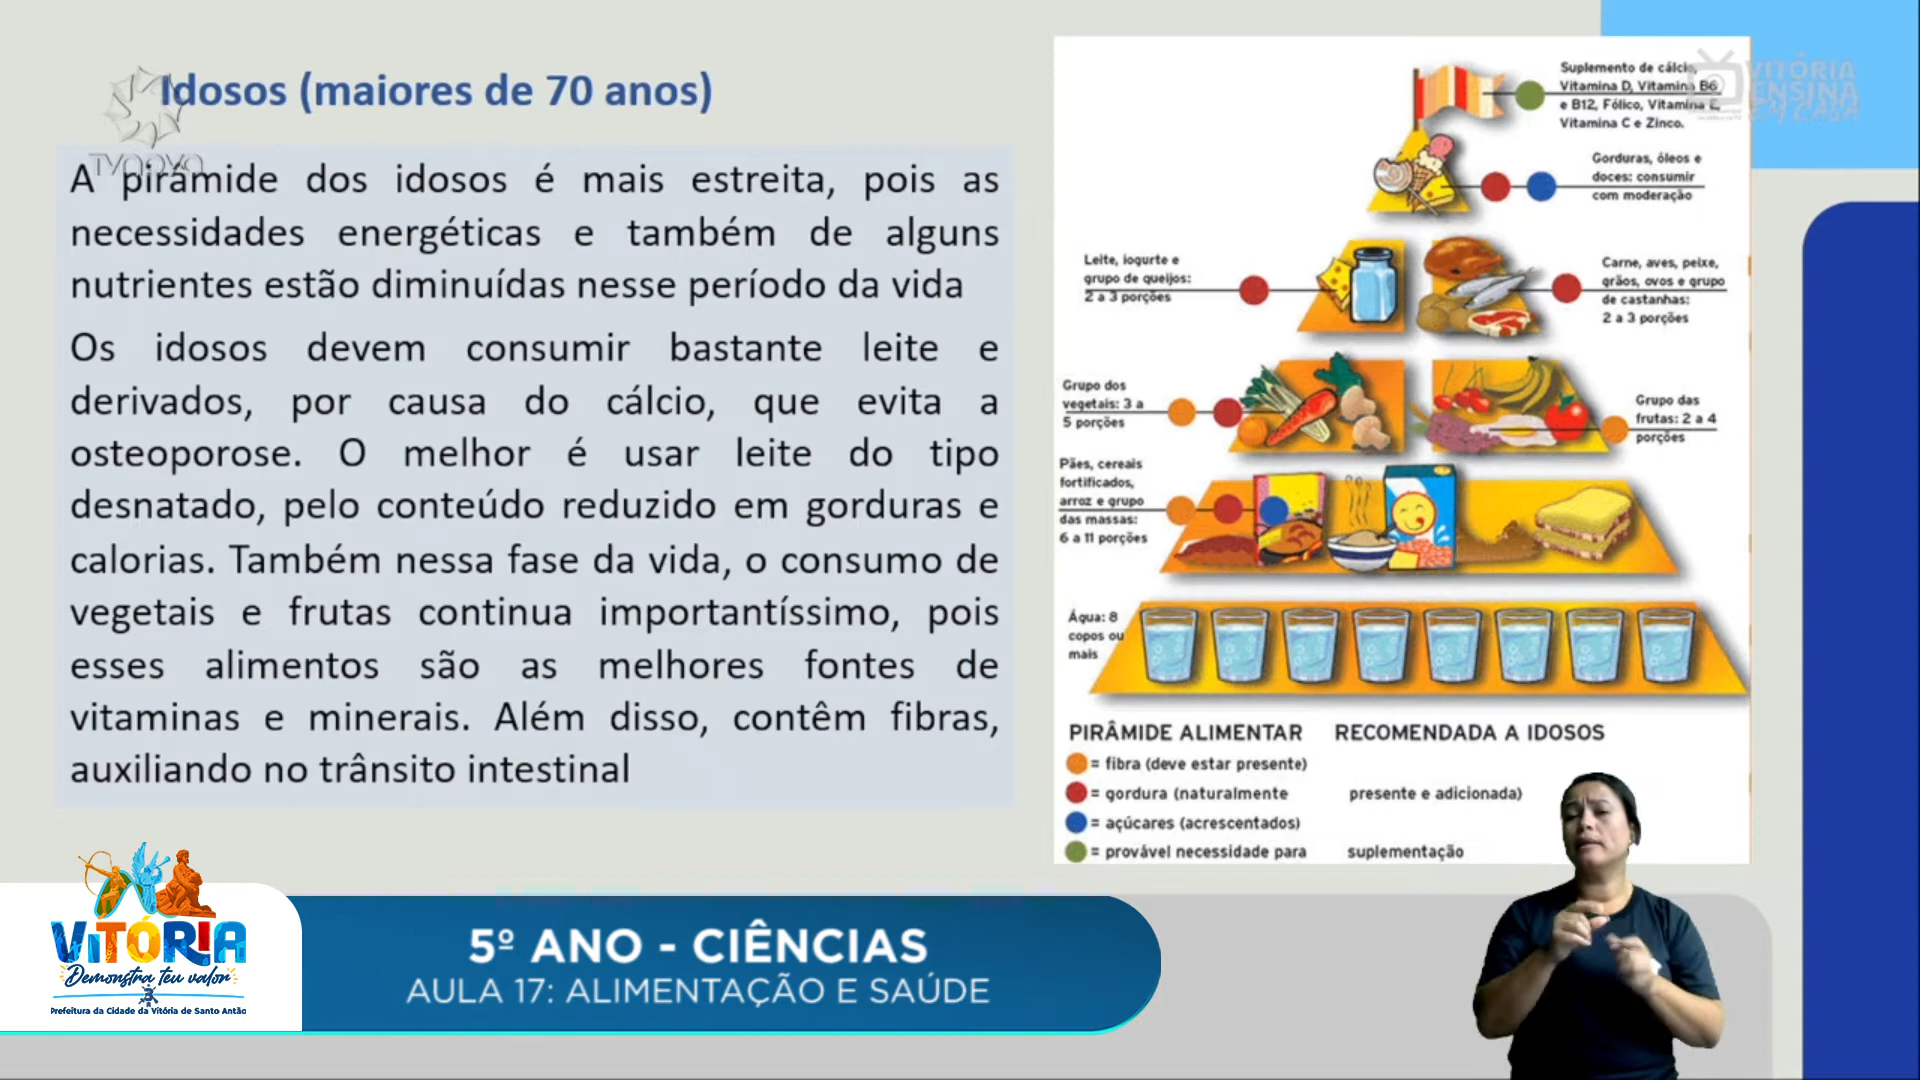 Idosos (maiores de 70 anos)
TV NOVO
A pirâmide dos idosos é mais estreita, pois as
necessidades energéticas e também de alguns
nutrientes estão diminuídas nesse período da vida
Os idosos devem consumir bastante leite e
derivados, por causa do cálcio, que evita a
osteoporose. O melhor é usar leite do tipo
desnatado, pelo conteúdo reduzido em gorduras e
calorias. Também nessa fase da vida, o consumo de
vegetais e frutas continua importantíssimo, pois
esses alimentos são as melhores fontes de
vitaminas e minerais. Além disso, contêm fibras,
auxiliando no trânsito intestinal
Suplemento de cálcio,
Vitamina D, Vitamina B6
e B12, Fólico, Vitamina E,
Vitamina C e Zinco.
VITÓRIA
ENSINA
EM CASA
Gorduras, óleos e
doces: consumir
com moderação
Leite, iogurte e
grupo de queijos:
2 a 3 porções
Carne, aves, peixe,
grãos, ovos e grupo
de castanhas:
2 a 3 porções
Grupo dos
vegetais: 3 a
5 porções
Grupo das
frutas: 2 a 4
porções
Pães, cereais
fortificados,
arroz e grupo
das massas:
6 a 11 porções
Água: 8
copos ou
mais
PIRÂMIDE ALIMENTAR RECOMENDADA A IDOSOS
= fibra (deve estar presente)
= gordura (naturalmente presente e adicionada)
= açúcares (acrescentados)
= provável necessidade para suplementação
VITÓRIA
Demonstra teu valor
Prefeitura da Cidade da Vitória de Santo Antão
5º ANO - CIÊNCIAS
AULA 17: ALIMENTAÇÃO E SAÚDE